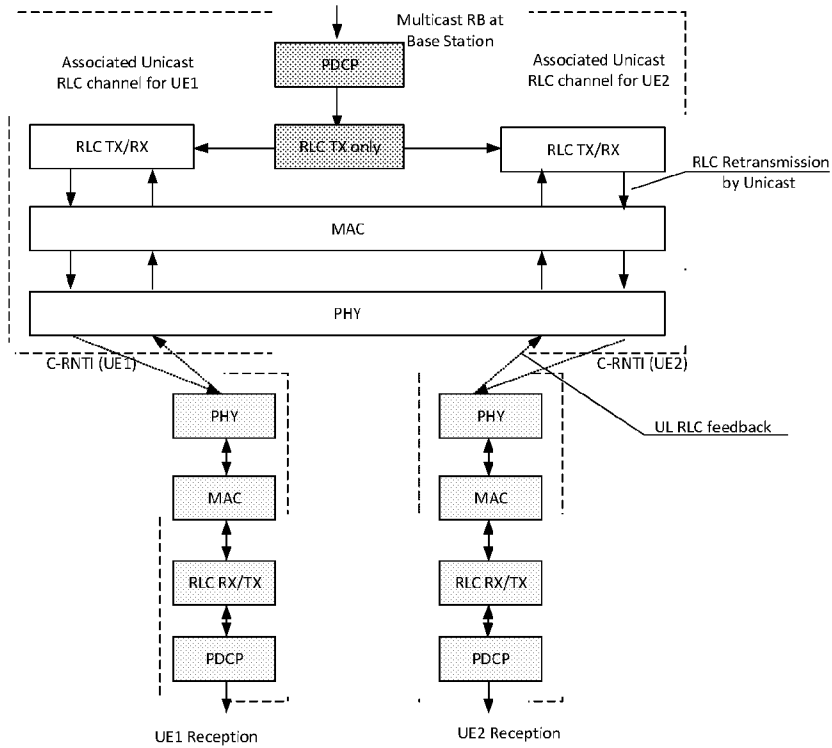 Multicast RB at
Base Station
PDCP
Associated Unicast
RLC channel for UE1
Associated Unicast
RLC channel for UE2
RLC TX/RX
RLC TX only
RLC TX/RX
RLC Retransmission
by Unicast
MAC
PHY
C-RNTI (UE1)
C-RNTI (UE2)
PHY
PHY
UL RLC feedback
MAC
MAC
RLC RX/TX
RLC RX/TX
PDCP
PDCP
UE1 Reception
UE2 Reception